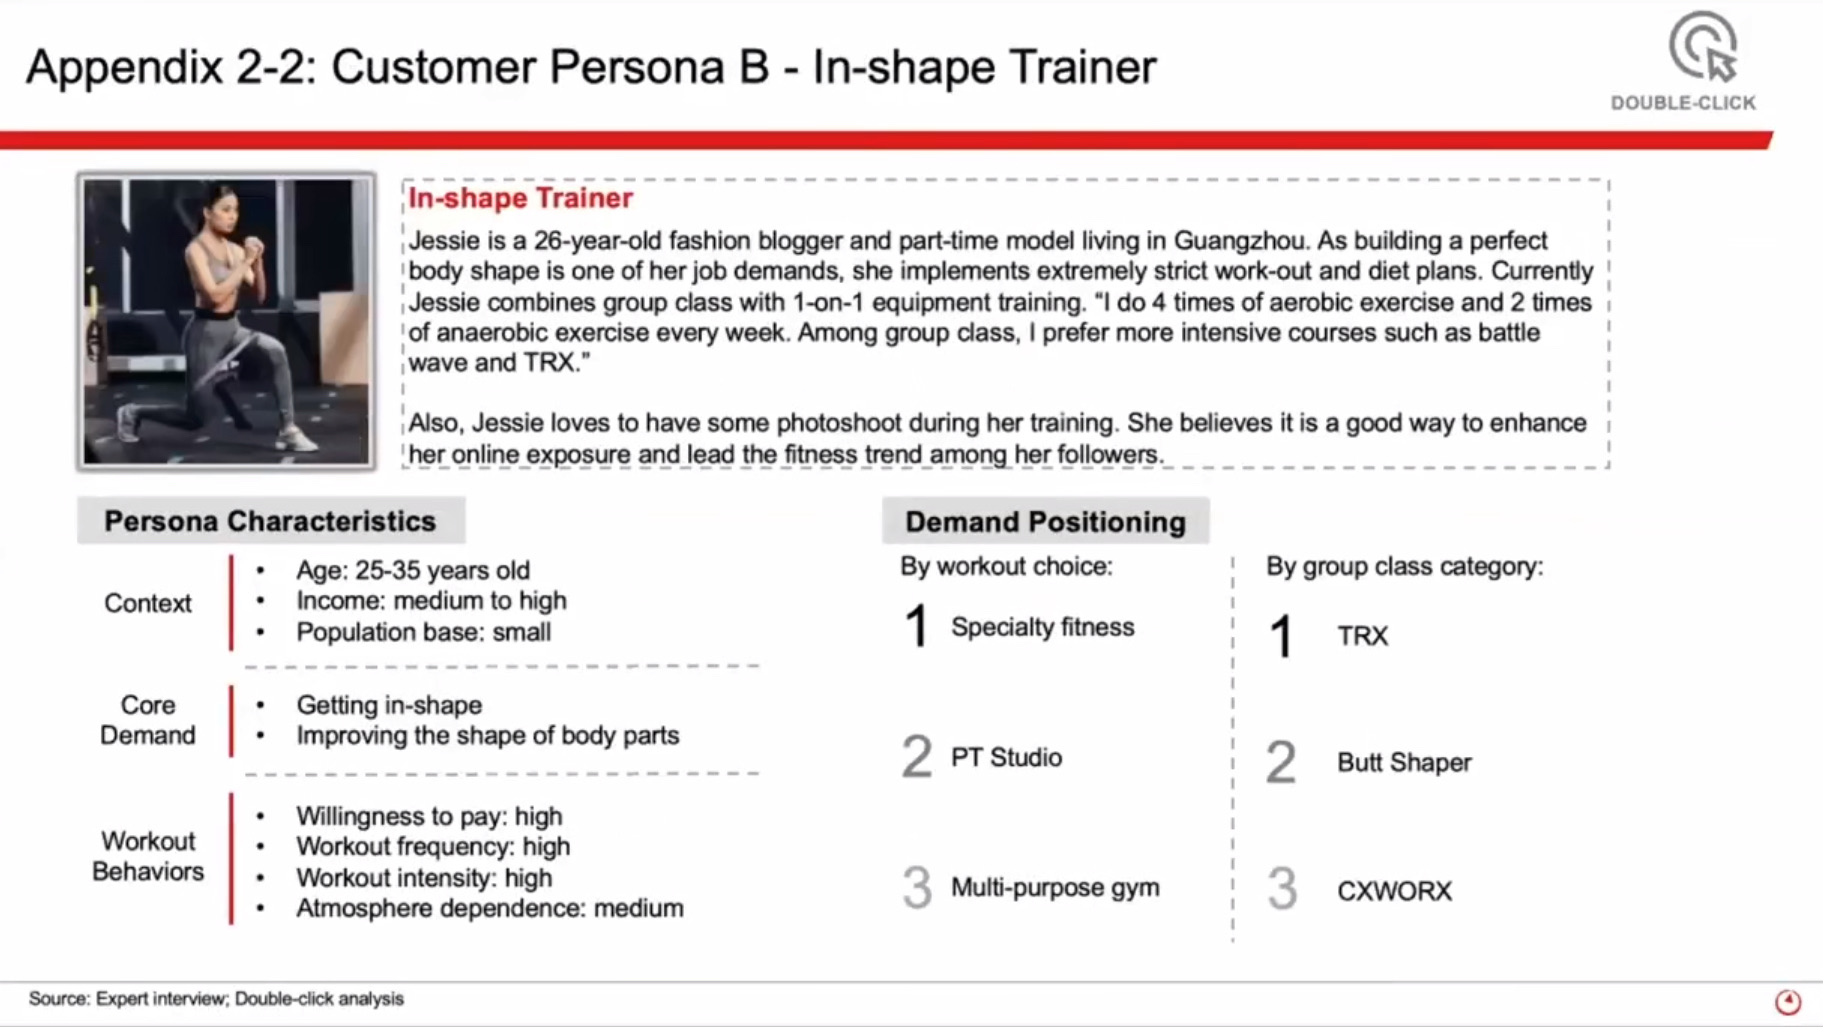 Appendix 2-2: Customer Persona B - In-shape Trainer
DOUBLE-CLICK
In-shape Trainer
Jessie is a 26-year-old fashion blogger and part-time model living in Guangzhou. As building a perfect
body shape is one of her job demands, she implements extremely strict work-out and diet plans. Currently
Jessie combines group class with 1-on-1 equipment training. “I do 4 times of aerobic exercise and 2 times
of anaerobic exercise every week. Among group class, I prefer more intensive courses such as battle
wave and TRX.”
Also, Jessie loves to have some photoshoot during her training. She believes it is a good way to enhance
her online exposure and lead the fitness trend among her followers.
Persona Characteristics
Context
• Age: 25-35 years old
• Income: medium to high
• Population base: small
Core
Demand
• Getting in-shape
• Improving the shape of body parts
Workout
Behaviors
• Willingness to pay: high
• Workout frequency: high
• Workout intensity: high
• Atmosphere dependence: medium
Demand Positioning
By workout choice:
1 Specialty fitness
2 PT Studio
3 Multi-purpose gym
By group class category:
1 TRX
2 Butt Shaper
3 CXWORX
Source: Expert interview; Double-click analysis